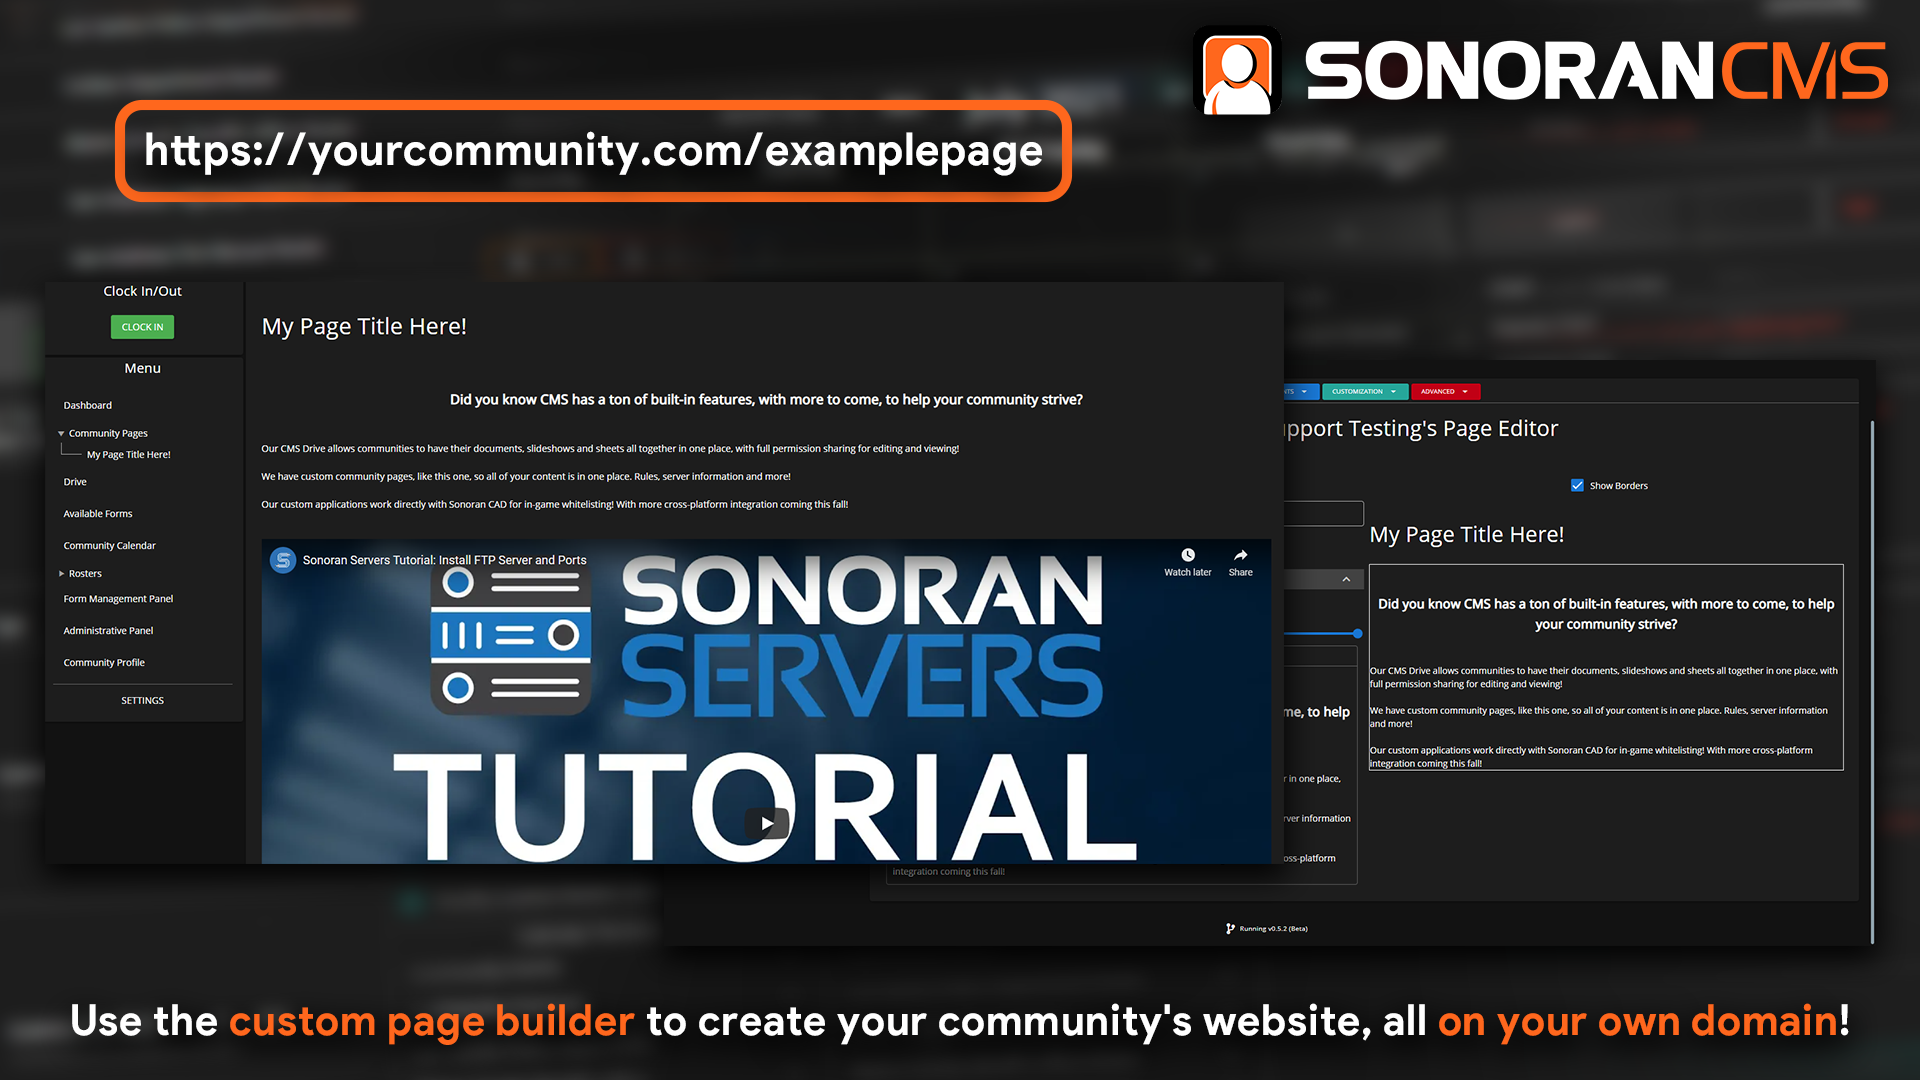 SONORANCMS
https://yourcommunity.com/examplepage
Clock In/Out
CLOCK IN
Menu
Dashboard
Community Pages
My Page Title Here!
Drive
Available Forms
Community Calendar
Rosters
Form Management Panel
Administrative Panel
Community Profile
SETTINGS
My Page Title Here!
Did you know CMS has a ton of built-in features, with more to come, to help your community strive?
Our CMS Drive allows communities to have their documents, slideshows and sheets all together in one place, with full permission sharing for editing and viewing!
We have custom community pages, like this one, so all of your content is in one place. Rules, server information and more!
Our custom applications work directly with Sonoran CAD for in-game whitelisting! With more cross-platform integration coming this fall!
Sonoran Servers Tutorial: Install FTP Server and Ports
Watch later
Share
SONORAN
SERVERS
TUTORIAL
CUSTOMIZATION
ADVANCED
pport Testing's Page Editor
Show Borders
My Page Title Here!
Did you know CMS has a ton of built-in features, with more to come, to help
your community strive?
Our CMS Drive allows communities to have their documents, slideshows and sheets all together in one place, with
full permission sharing for editing and viewing!
We have custom community pages, like this one, so all of your content is in one place. Rules, server information
and more!
Our custom applications work directly with Sonoran CAD for in-game whitelisting! With more cross-platform
integration coming this fall!
me, to help
r in one place,
rver information
oss-platform
integration coming this fall!
Running v0.5.2 (Beta)
Use the custom page builder to create your community's website, all on your own domain!